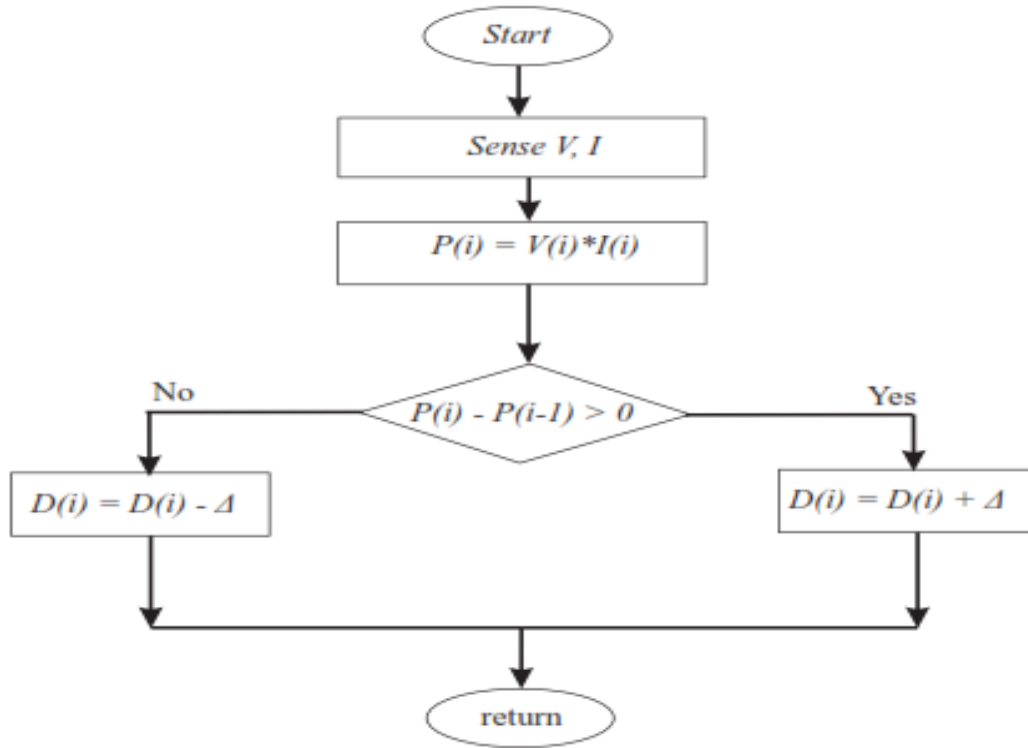 Start
Sense V, I
P(i) = V(i)*I(i)
No
P(i) - P(i-1) > 0
Yes
D(i) = D(i) - Δ
D(i) = D(i) + Δ
return